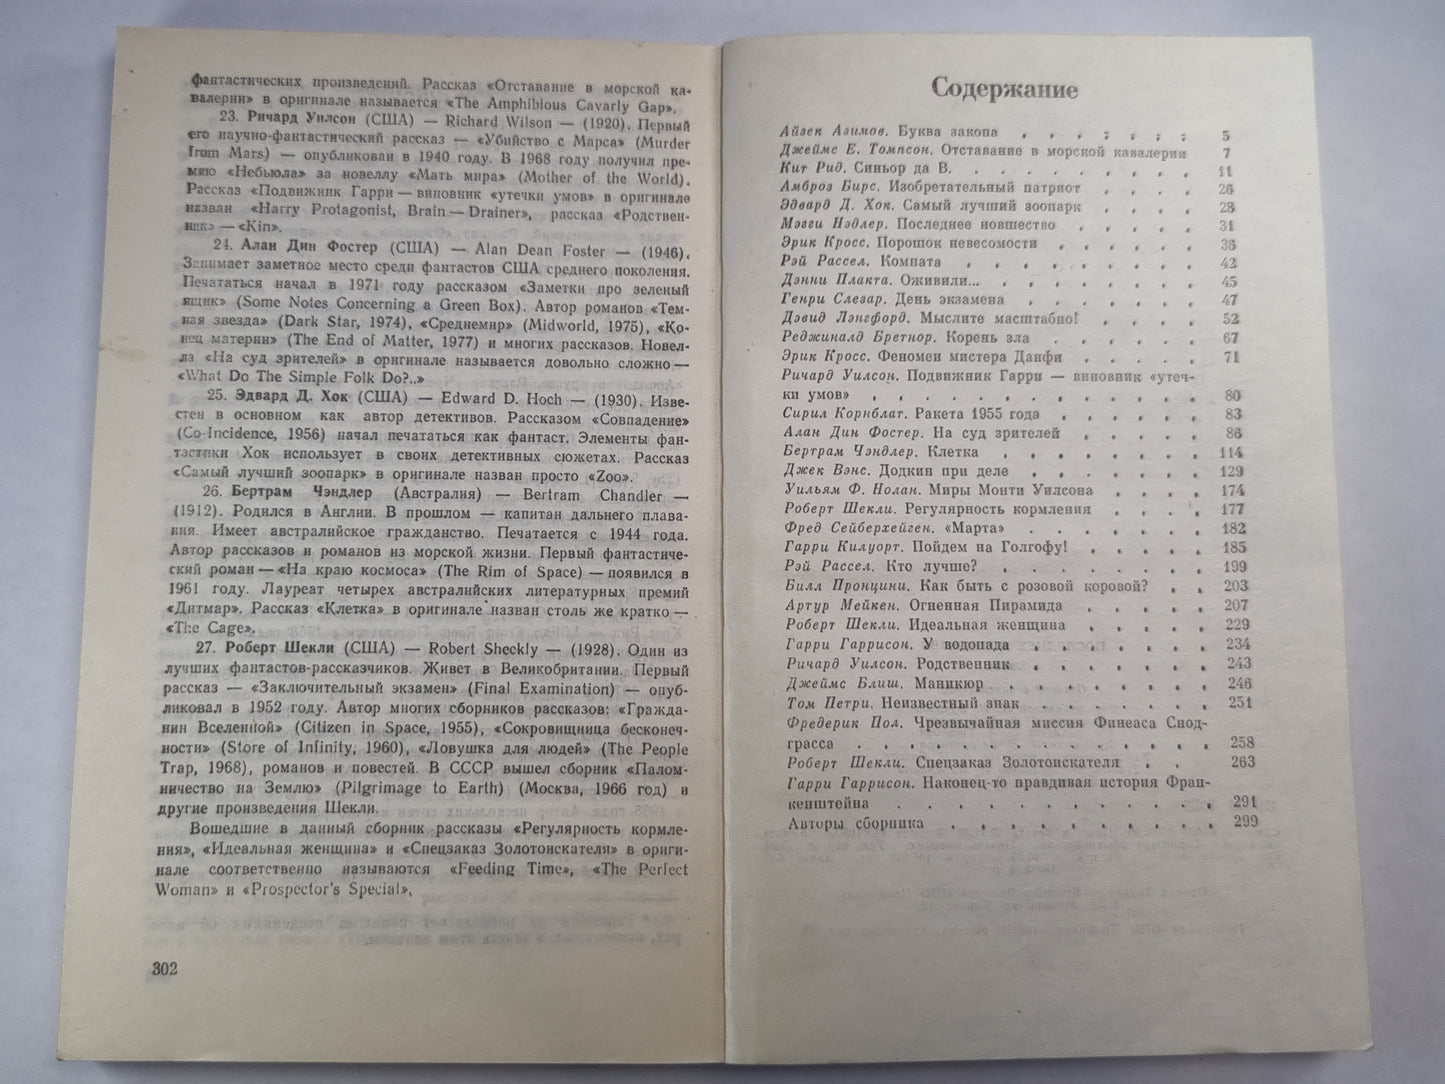 фантастических произведений. Рассказ «Отставание в морской ка-
валерии» в оригинале называется «The Amphibious Cavarly Gap».
23. Ричард Уилсон (США) — Richard Wilson — (1920). Первый
его научно-фантастический рассказ — «Убийство с Марса» (Murder
from Mars) — опубликован в 1940 году. В 1968 году получил пре-
мию «Небьюла» за новеллу «Мать мира» (Mother of the World).
Рассказ «Подвижник Гарри — виновник «утечки умов» в оригинале
назван «Harry Protagonist, Brain — Drainer», рассказ «Родствен-
ник» — «Kin».
24. Алан Дин Фостер (США) — Alan Dean Foster — (1946).
Занимает заметное место среди фантастов США среднего поколения.
Печататься начал в 1971 году рассказом «Заметки про зеленый
ящик» (Some Notes Concerning a Green Box). Автор романов «Тем-
ная звезда» (Dark Star, 1974), «Среднемир» (Midworld, 1975), «Ко-
нец материи» (The End of Matter, 1977) и многих рассказов. Новел-
ла «На суд зрителей» в оригинале называется довольно сложно —
«What Do The Simple Folk Do?..»
25. Эдвард Д. Хок (США) — Edward D. Hoch — (1930). Изве-
стен в основном как автор детективов. Рассказом «Совпадение»
(Co-Incidence, 1956) начал печататься как фантаст. Элементы фан-
тастики Хок использует в своих детективных сюжетах. Рассказ
«Самый лучший зоопарк» в оригинале назван просто «Zoo».
26. Бертрам Чэндлер (Австралия) — Bertram Chandler —
(1912). Родился в Англии. В прошлом — капитан дальнего плава-
ния. Имеет австралийское гражданство. Печатается с 1944 года.
Автор рассказов и романов из морской жизни. Первый фантастиче-
ский роман — «На краю космоса» (The Rim of Space) — появился в
1961 году. Лауреат четырех австралийских литературных премий
«Дитмар». Рассказ «Клетка» в оригинале назван столь же кратко —
«The Cage».
27. Роберт Шекли (США) — Robert Sheckly — (1928). Один из
лучших фантастов-рассказчиков. Живет в Великобритании. Первый
рассказ — «Заключительный экзамен» (Final Examination) — опуб-
ликовал в 1952 году. Автор многих сборников рассказов: «Гражда-
нин Вселенной» (Citizen in Space, 1955), «Сокровищница бесконеч-
ности» (Store of Infinity, 1960), «Ловушка для людей» (The People
Trap, 1968), романов и повестей. В СССР вышел сборник «Палом-
ничество на Землю» (Pilgrimage to Earth) (Москва, 1966 год) и
другие произведения Шекли.
Вошедшие в данный сборник рассказы «Регулярность кормле-
ния», «Идеальная женщина» и «Спецзаказ Золотоискателя» в ориги-
нале соответственно называются «Feeding Time», «The Perfect
Woman» и «Prospector's Special».
302
Содержание
Айзек Азимов. Буква закона . . . . . . . 5
Джеймс Е. Томпсон. Отставание в морской кавалерии 7
Кит Рид. Синьор да В. . . . . . . . . . 11
Амброз Бирс. Изобретательный патриот . . . . 26
Эдвард Д. Хок. Самый лучший зоопарк . . . . 28
Мэгги Нэдлер. Последнее новшество . . . . . 31
Эрик Кросс. Порошок невесомости . . . . . . 36
Рэй Рассел. Комната . . . . . . . . . 42
Дэнни Плакта. Оживили... . . . . . . . . 45
Генри Слезар. День экзамена . . . . . . . 47
Дэвид Лэнгфорд. Мыслите масштабно! . . . . 52
Реджиналд Бретнор. Корень зла . . . . . . 67
Эрик Кросс. Феномен мистера Данфи . . . . . 71
Ричард Уилсон. Подвижник Гарри — виновник «утеч-
ки умов» . . . . . . . . . . . . 80
Сирил Корнблат. Ракета 1955 года . . . . . . 83
Алан Дин Фостер. На суд зрителей . . . . . 86
Бертрам Чэндлер. Клетка . . . . . . . . 114
Джек Вэнс. Додкин при деле . . . . . . . 129
Уильям Ф. Нолан. Миры Монти Уилсона . . . . 174
Роберт Шекли. Регулярность кормления . . . . 177
Фред Сейберхейген. «Марта» . . . . . . . 182
Гарри Килуорт. Пойдем на Голгофу! . . . . . 185
Рэй Рассел. Кто лучше? . . . . . . . . 199
Билл Пронцини. Как быть с розовой коровой? . . 203
Артур Мейкен. Огненная Пирамида . . . . . 207
Роберт Шекли. Идеальная женщина . . . . . 229
Гарри Гаррисон. У водопада . . . . . . . 234
Ричард Уилсон. Родственник . . . . . . . 243
Джеймс Блиш. Маникюр . . . . . . . . 246
Том Петри. Неизвестный знак . . . . . . . 251
Фредерик Пол. Чрезвычайная миссия Финеаса Снод-
грасса . . . . . . . . . . . . . 258
Роберт Шекли. Спецзаказ Золотоискателя . . 263
Гарри Гаррисон. Наконец-то правдивая история Фран-
кенштейна . . . . . . . . . . . 291
Авторы сборника . . . . . . . . . 299